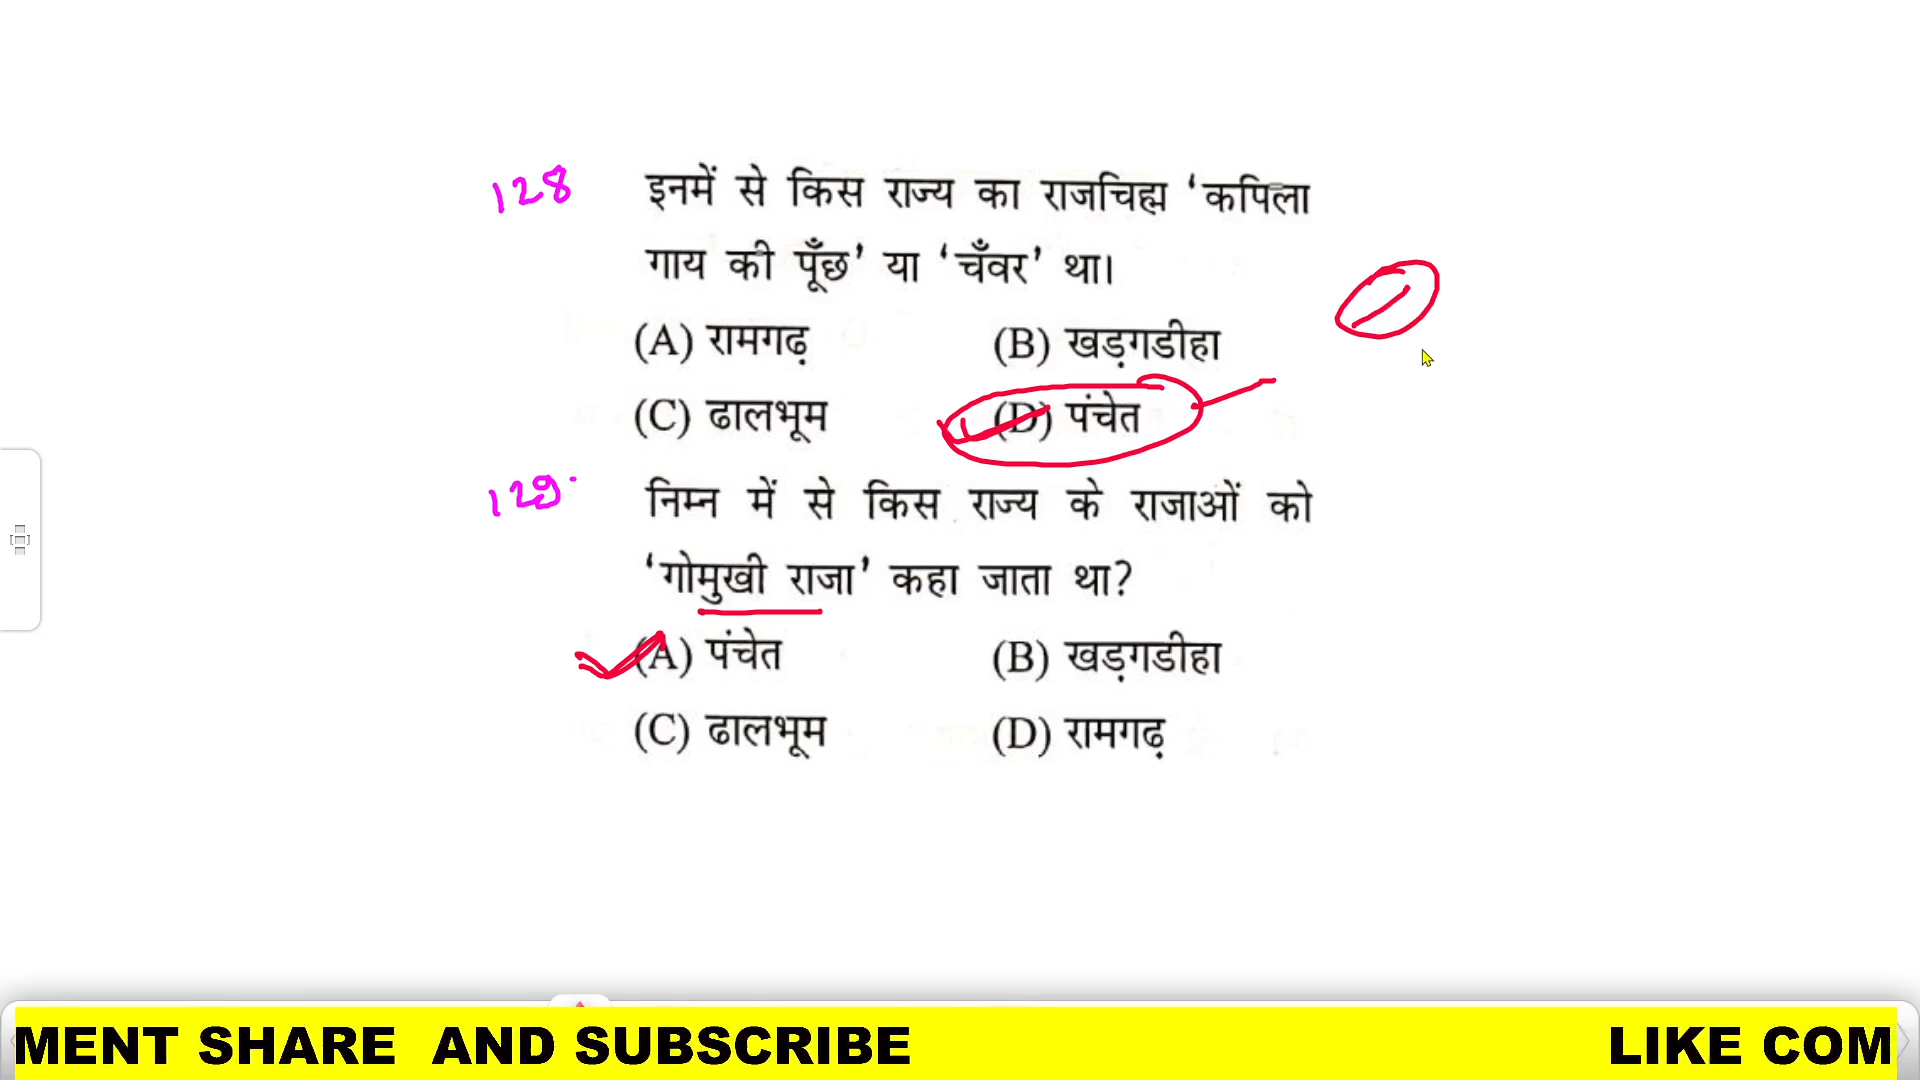 128 इनमें से किस राज्य का राजचिह्न ‘कपिला
गाय की पूँछ’ या ‘चँवर’ था।
(A) रामगढ़ (B) खड़गडीहा
(C) ढालभूम (D) पंचेत
129. निम्न में से किस राज्य के राजाओं को
‘गोमुखी राजा’ कहा जाता था?
(A) पंचेत (B) खड़गडीहा
(C) ढालभूम (D) रामगढ़
MENT SHARE AND SUBSCRIBE LIKE COM